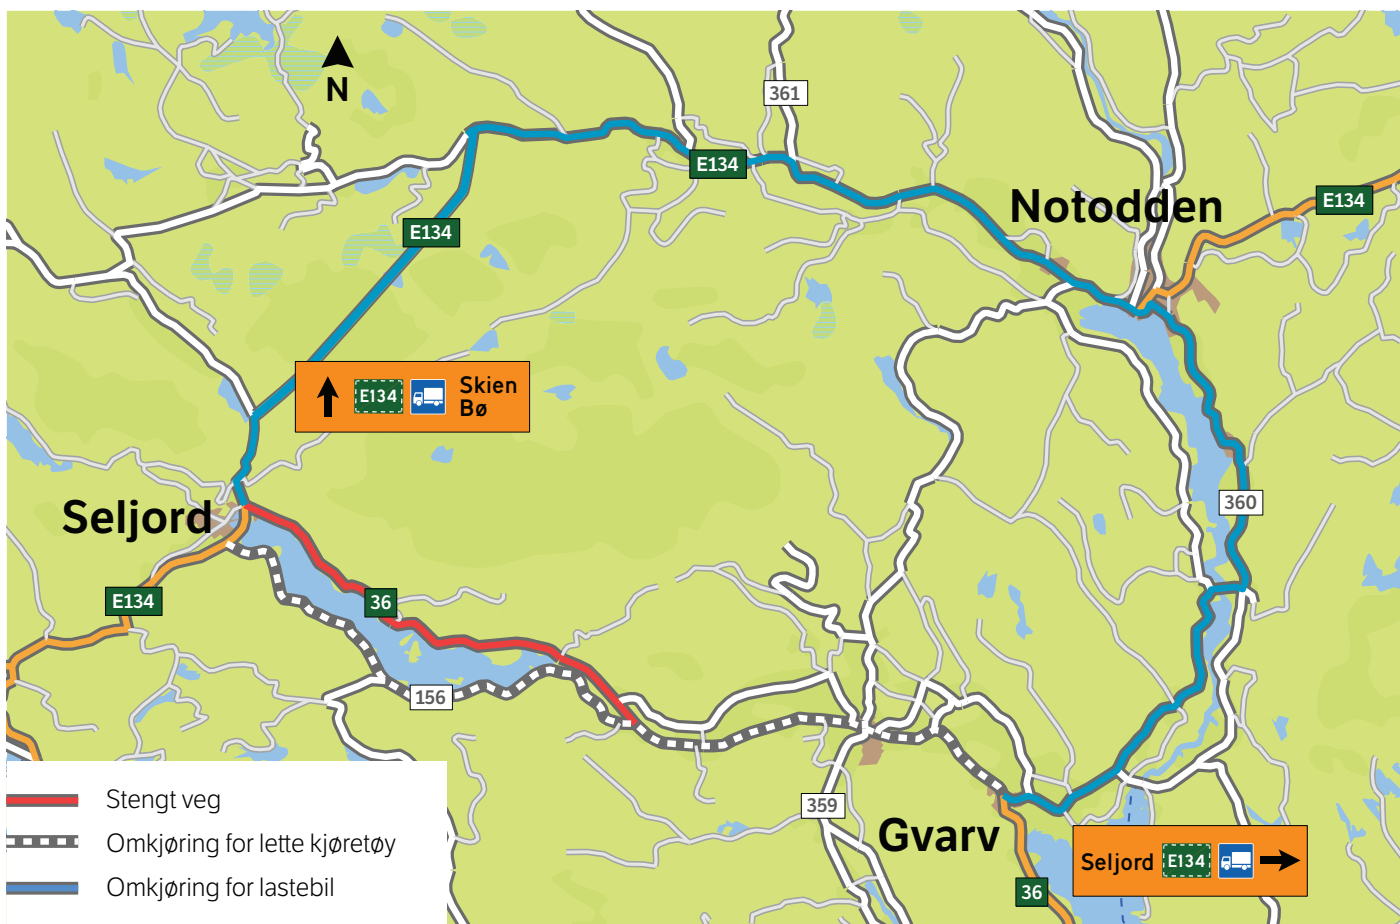 N
361
E134
Notodden
E134
E134
E134
Skien
Bø
360
Seljord
E134
36
156
359
Gvarv
Seljord
E134
36
Stengt veg
Omkjøring for lette kjøretøy
Omkjøring for lastebil